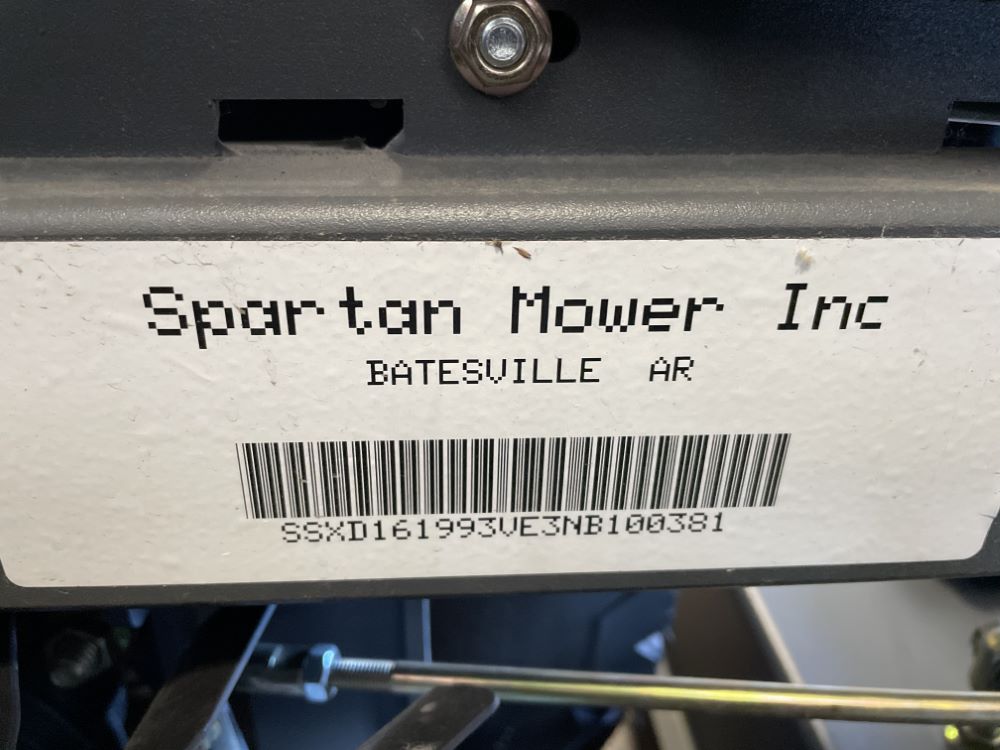 Spartan Mower Inc
BATESVILLE AR
SSXD161993VE3NB100381